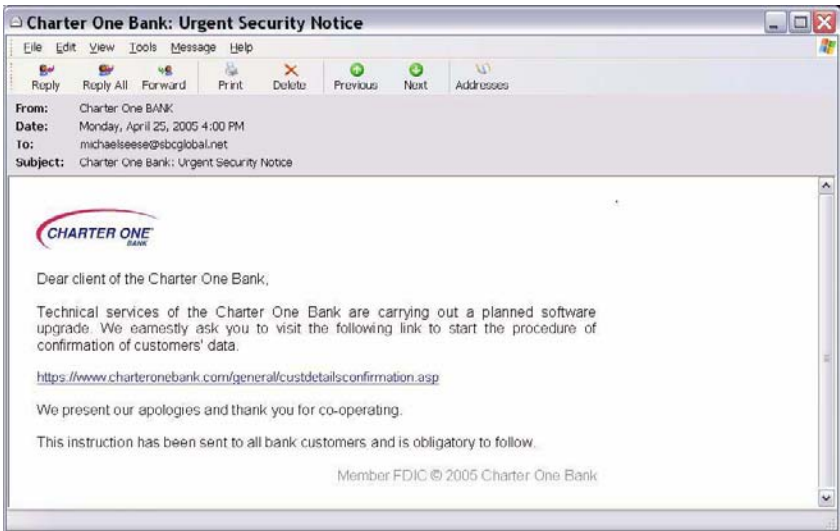 Charter One Bank: Urgent Security Notice
File Edit View Tools Message Help
Reply Reply All Forward Print Delete Previous Next Addresses
From: Charter One BANK
Date: Monday, April 25, 2005 4:00 PM
To: michaelseese@sbcglobal.net
Subject: Charter One Bank: Urgent Security Notice
CHARTER ONE
BANK
Dear client of the Charter One Bank,
Technical services of the Charter One Bank are carrying out a planned software
upgrade. We earnestly ask you to visit the following link to start the procedure of
confirmation of customers' data.
https://www.charteronebank.com/general/custdetailsconfirmation.asp
We present our apologies and thank you for co-operating.
This instruction has been sent to all bank customers and is obligatory to follow.
Member FDIC © 2005 Charter One Bank